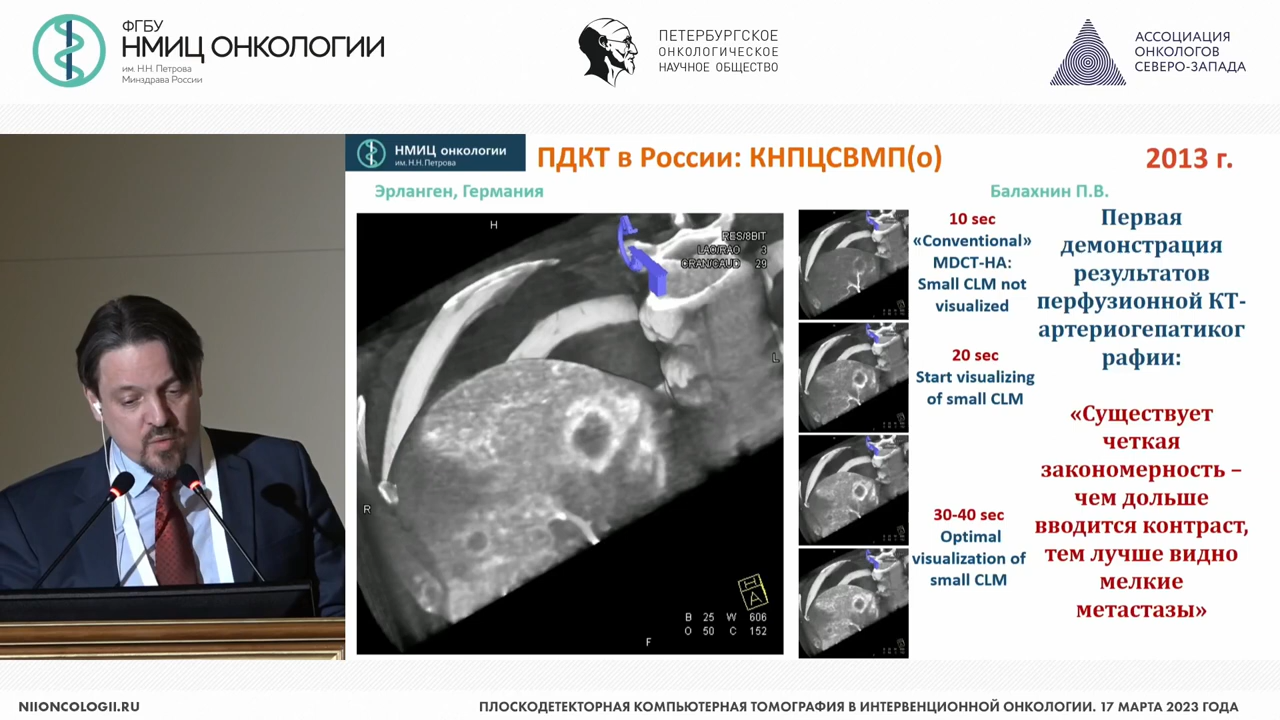 ФГБУ
НМИЦ ОНКОЛОГИИ
им. Н.Н. Петрова
Минздрава России
ПЕТЕРБУРГСКОЕ
ОНКОЛОГИЧЕСКОЕ
НАУЧНОЕ ОБЩЕСТВО
АССОЦИАЦИЯ
ОНКОЛОГОВ
СЕВЕРО-ЗАПАДА
НМИЦ онкологии
им. Н.Н.Петрова
ПДКТ в России: КНПЦСВМП(о)
2013 г.
Эрланген, Германия
Балахнин П.В.
H
RES/8BIT
LAO/RAO 3
CRAN/CAUD 29
L
R
H
A
B 25 W 606
O 50 C 152
F
10 sec
«Conventional»
MDCT-HA:
Small CLM not
visualized
20 sec
Start visualizing
of small CLM
30-40 sec
Optimal
visualization of
small CLM
Первая
демонстрация
результатов
перфузионной КТ-
артериогепатиког
рафии:
«Существует
четкая
закономерность –
чем дольше
вводится контраст,
тем лучше видно
мелкие
метастазы»
NIIONCOLOGII.RU
ПЛОСКОДЕТЕКТОРНАЯ КОМПЬЮТЕРНАЯ ТОМОГРАФИЯ В ИНТЕРВЕНЦИОННОЙ ОНКОЛОГИИ. 17 МАРТА 2023 ГОДА